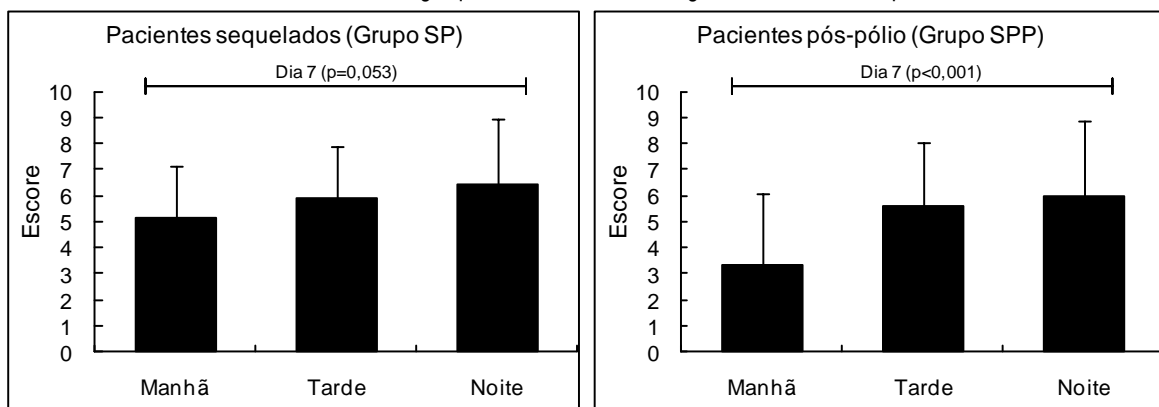 Pacientes sequelados (Grupo SP)
Dia 7 (p=0,053)
10
9
8
7
6
5
4
3
2
1
0
Escore
Manhã Tarde Noite
Pacientes pós-pólio (Grupo SPP)
Dia 7 (p<0,001)
10
9
8
7
6
5
4
3
2
1
0
Escore
Manhã Tarde Noite